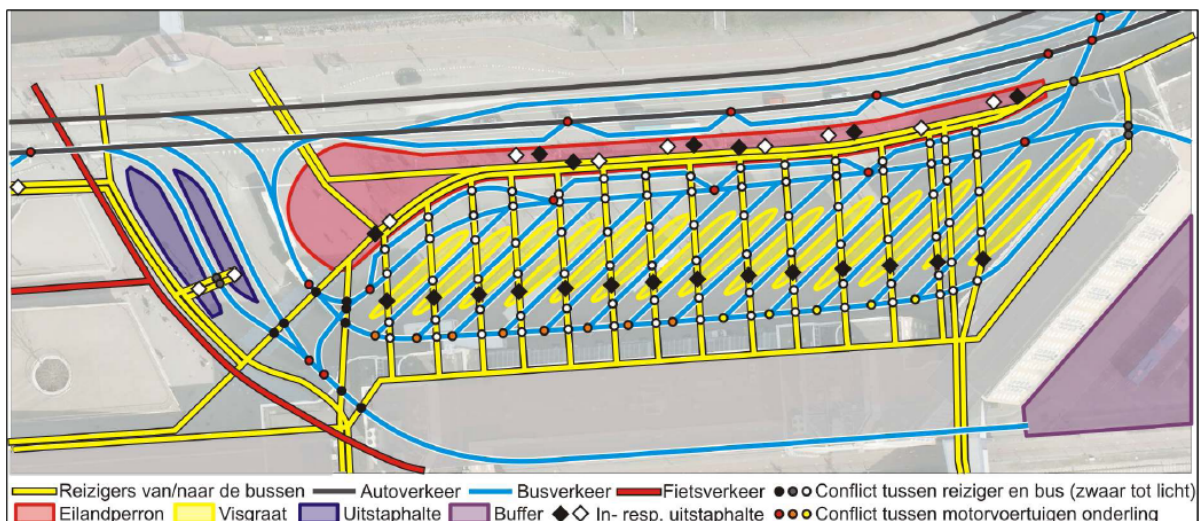 Reizigers van/naar de bussen Autoverkeer Busverkeer Fietsverkeer Conflict tussen reiziger en bus (zwaar tot licht)
Eilandperron Visgraat Uitstaphalte Buffer In- resp. uitstaphalte Conflict tussen motorvoertuigen onderling